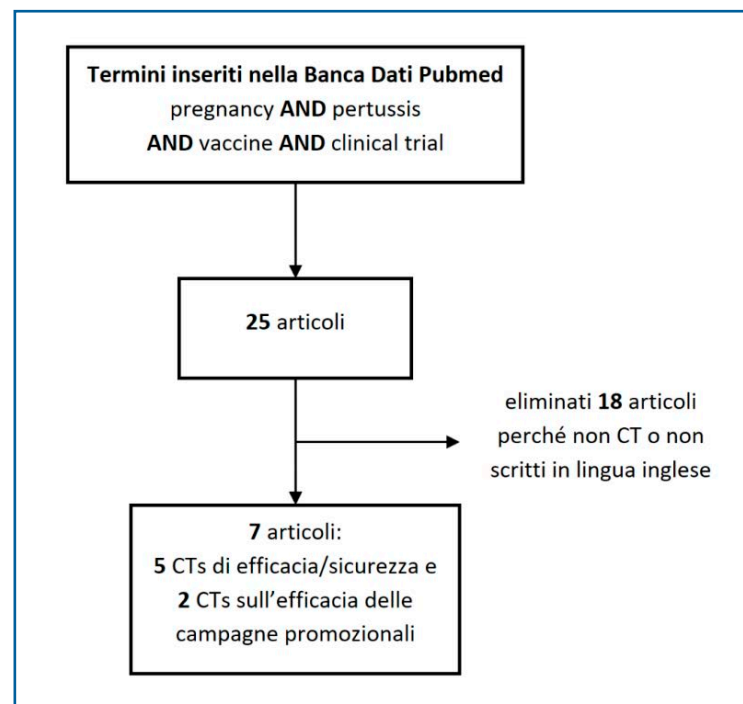 Termini inseriti nella Banca Dati Pubmed
pregnancy AND pertussis
AND vaccine AND clinical trial
25 articoli
eliminati 18 articoli
perché non CT o non
scritti in lingua inglese
7 articoli:
5 CTs di efficacia/sicurezza e
2 CTs sull’efficacia delle
campagne promozionali